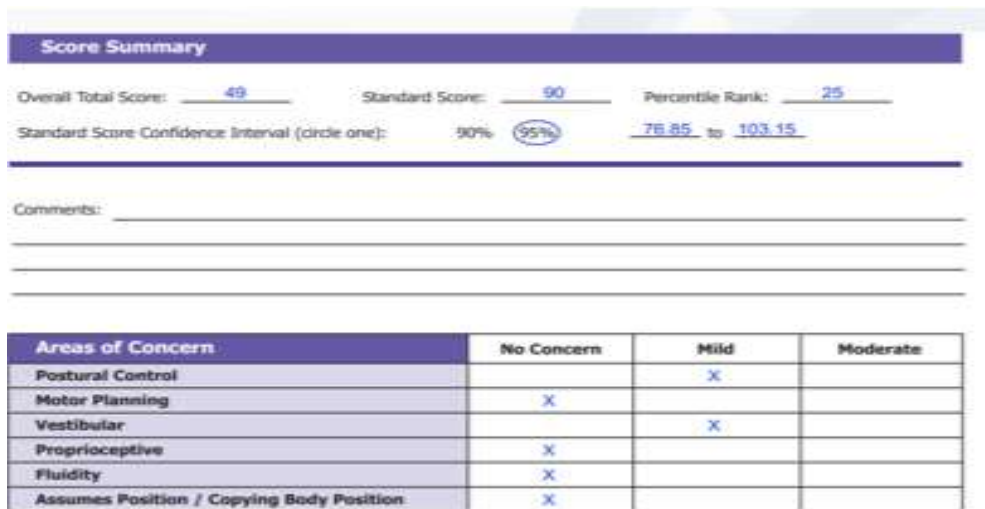 Score Summary
Overall Total Score: 49 Standard Score: 90 Percentile Rank: 25
Standard Score Confidence Interval (circle one): 90% 95% 76.85 to 103.15
Comments:
Areas of Concern No Concern Mild Moderate
Postural Control X
Motor Planning X
Vestibular X
Proprioceptive X
Fluidity X
Assumes Position / Copying Body Position X